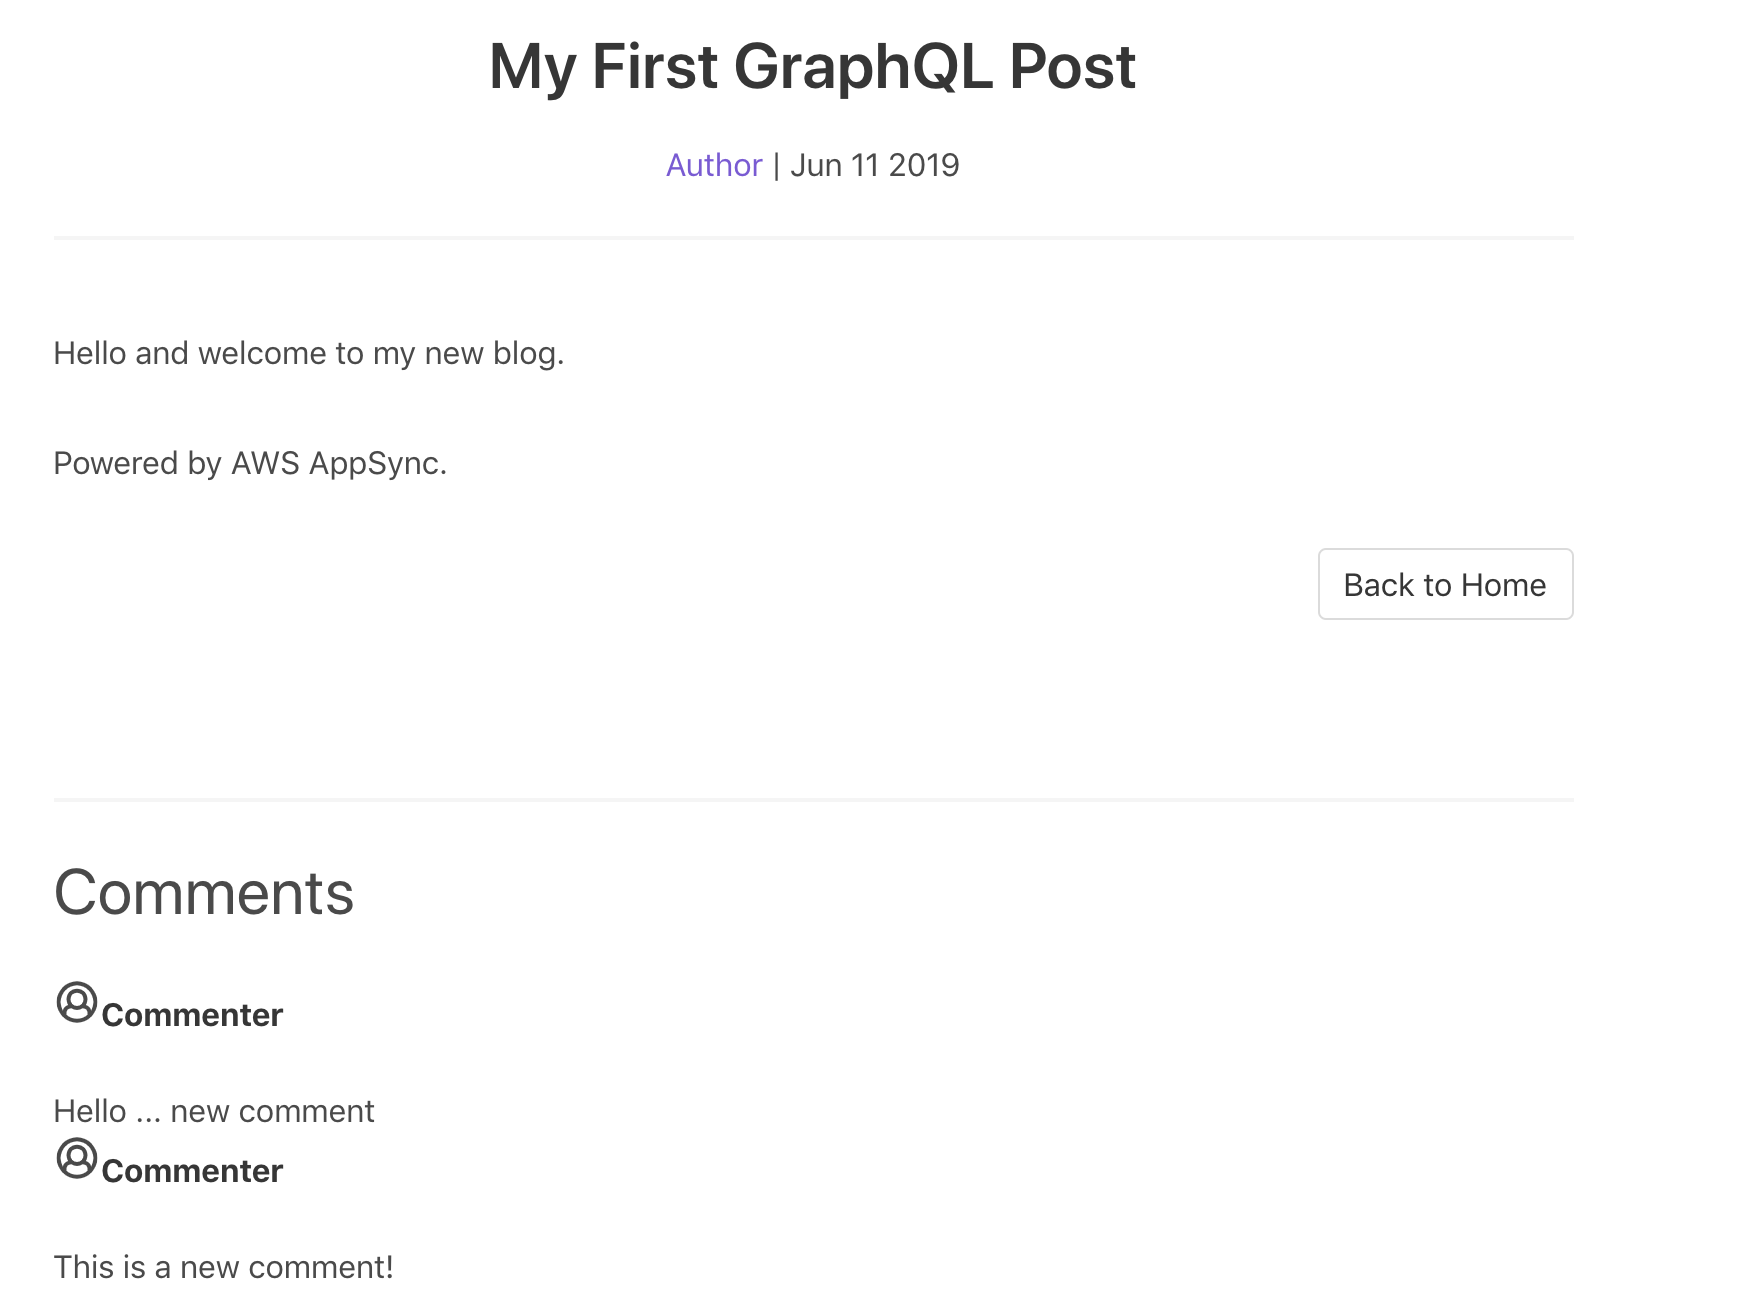 My First GraphQL Post
Author | Jun 11 2019
Hello and welcome to my new blog.
Powered by AWS AppSync.
Back to Home
Comments
Commenter
Hello ... new comment
Commenter
This is a new comment!